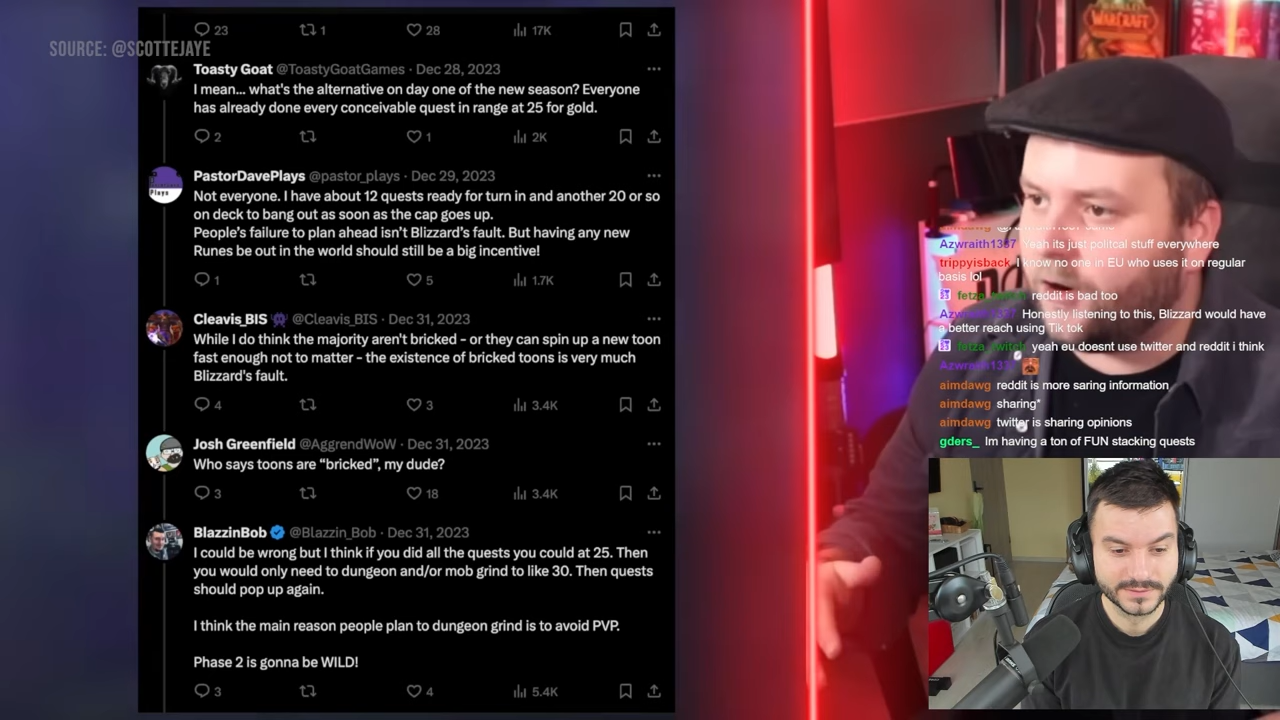 SOURCE: @SCOTTEJAYE
23 1 28 17K
Toasty Goat @ToastyGoatGames · Dec 28, 2023
I mean... what's the alternative on day one of the new season? Everyone
has already done every conceivable quest in range at 25 for gold.
2 1 2K
PastorDavePlays @pastor_plays · Dec 29, 2023
Plays
Not everyone. I have about 12 quests ready for turn in and another 20 or so
on deck to bang out as soon as the cap goes up.
People's failure to plan ahead isn't Blizzard's fault. But having any new
Runes be out in the world should still be a big incentive!
1 5 1.7K
Cleavis_BIS @Cleavis_BIS · Dec 31, 2023
While I do think the majority aren't bricked - or they can spin up a new toon
fast enough not to matter - the existence of bricked toons is very much
Blizzard's fault.
4 3 3.4K
Josh Greenfield @AggrendWoW · Dec 31, 2023
Who says toons are “bricked”, my dude?
3 18 3.4K
BlazzinBob @Blazzin_Bob · Dec 31, 2023
I could be wrong but I think if you did all the quests you could at 25. Then
you would only need to dungeon and/or mob grind to like 30. Then quests
should pop up again.
I think the main reason people plan to dungeon grind is to avoid PVP.
Phase 2 is gonna be WILD!
3 4 5.4K
WARCRAFT
Azwraith1337 Yeah its just politcal stuff everywhere
trippyisback I know no one in EU who uses it on regular
basis lol
fetza_twitch reddit is bad too
Azwraith1337 Honestly listening to this, Blizzard would have
a better reach using Tik tok
fetza_twitch yeah eu doesnt use twitter and reddit i think
Azwraith1337
aimdawg reddit is more saring information
aimdawg sharing*
aimdawg twitter is sharing opinions
gders_ Im having a ton of FUN stacking quests